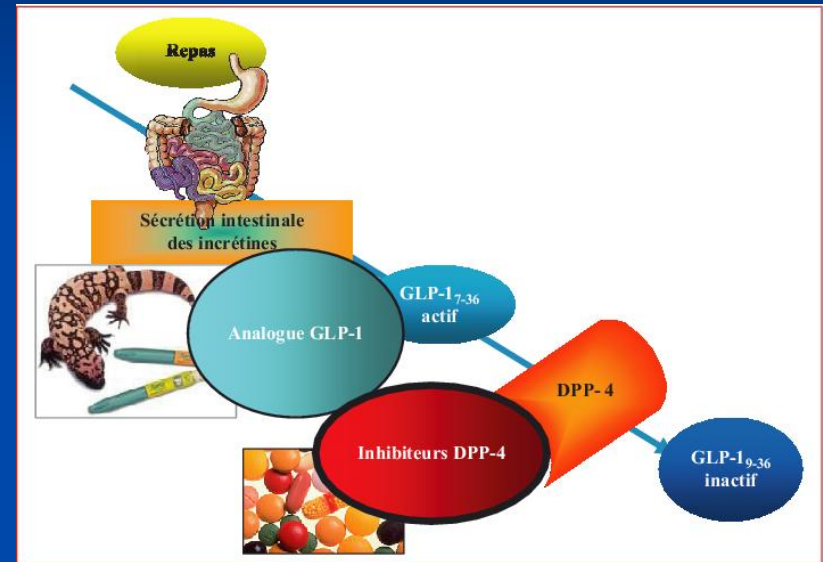 Repas
Sécrétion intestinale
des incrétines
Analogue GLP-1
GLP-1₇₋₃₆
actif
DPP- 4
Inhibiteurs DPP-4
GLP-1₉₋₃₆
inactif